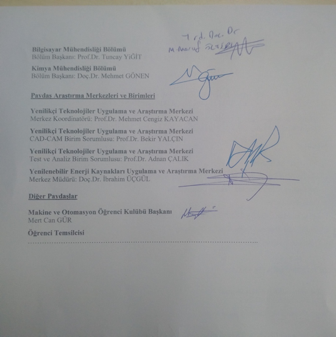 Bilgisayar Mühendisliği Bölümü
Bölüm Başkanı: Prof.Dr. Tuncay YİĞİT
Kimya Mühendisliği Bölümü
Bölüm Başkanı: Doç.Dr. Mehmet GÖNEN
Paydaş Araştırma Merkezleri ve Birimleri
Yenilikçi Teknolojiler Uygulama ve Araştırma Merkezi
Merkez Koordinatörü: Prof.Dr. Mehmet Cengiz KAYACAN
Yenilikçi Teknolojiler Uygulama ve Araştırma Merkezi
CAD-CAM Birim Sorumlusu: Prof.Dr. Bekir YALÇIN
Yenilikçi Teknolojiler Uygulama ve Araştırma Merkezi
Test ve Analiz Birim Sorumlusu: Prof.Dr. Adnan ÇALIK
Yenilenebilir Enerji Kaynakları Uygulama ve Araştırma Merkezi
Merkez Müdürü: Doç.Dr. İbrahim ÜÇGÜL
Diğer Paydaşlar
Makine ve Otomasyon Öğrenci Kulübü Başkanı
Mert Can GÜR
Öğrenci Temsilcisi